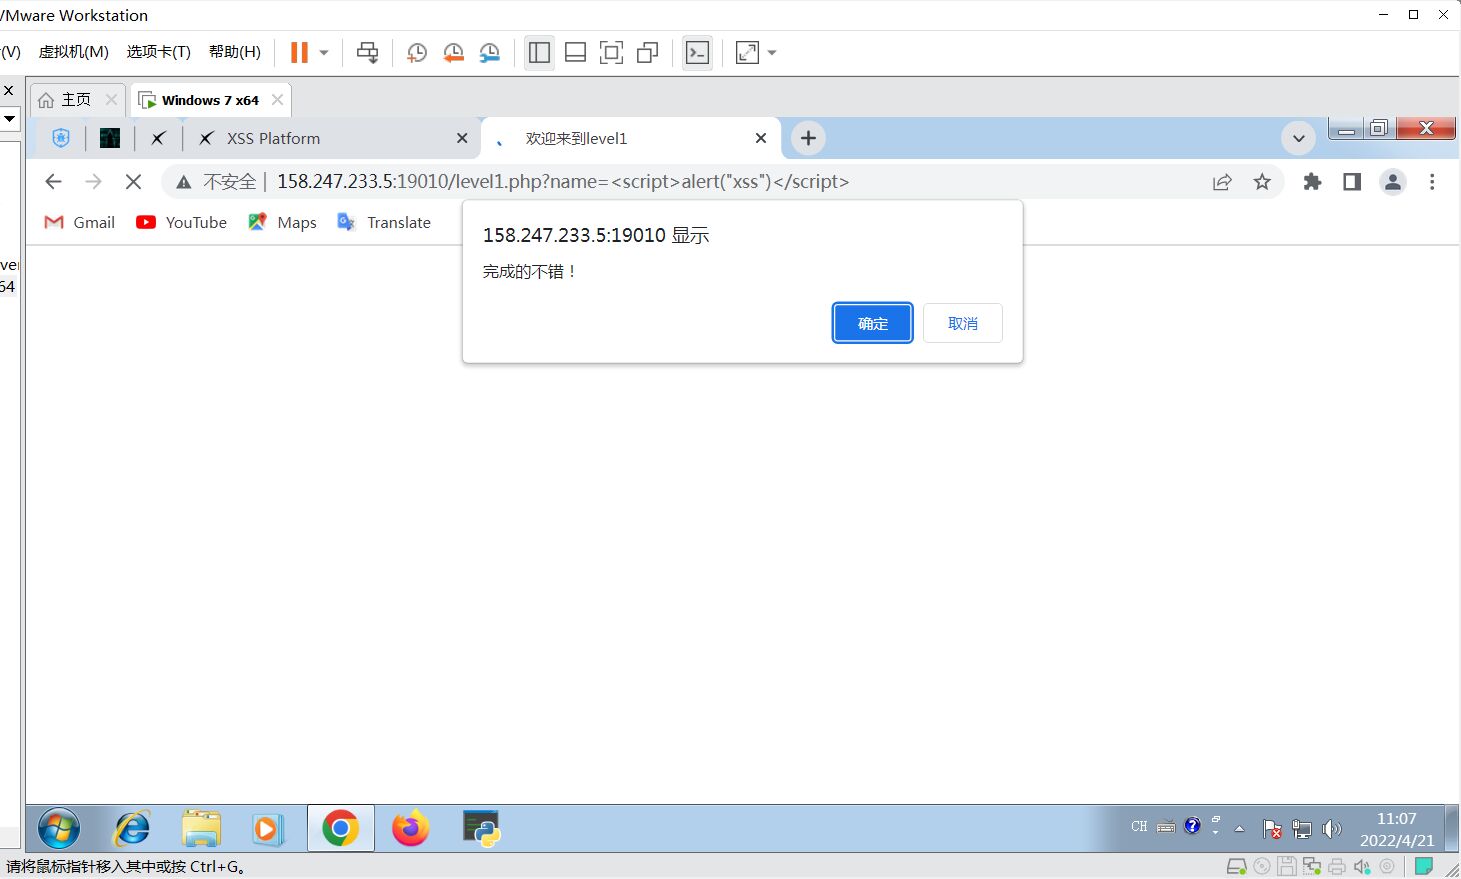 VMware Workstation
(V) 虚拟机(M) 选项卡(T) 帮助(H)
主页 Windows 7 x64
XSS Platform 欢迎来到level1
不安全 158.247.233.5:19010/level1.php?name=<script>alert("xss")</script>
Gmail YouTube Maps Translate
158.247.233.5:19010 显示
完成的不错！
确定 取消
64
CH 11:07
2022/4/21
请将鼠标指针移入其中或按 Ctrl+G。